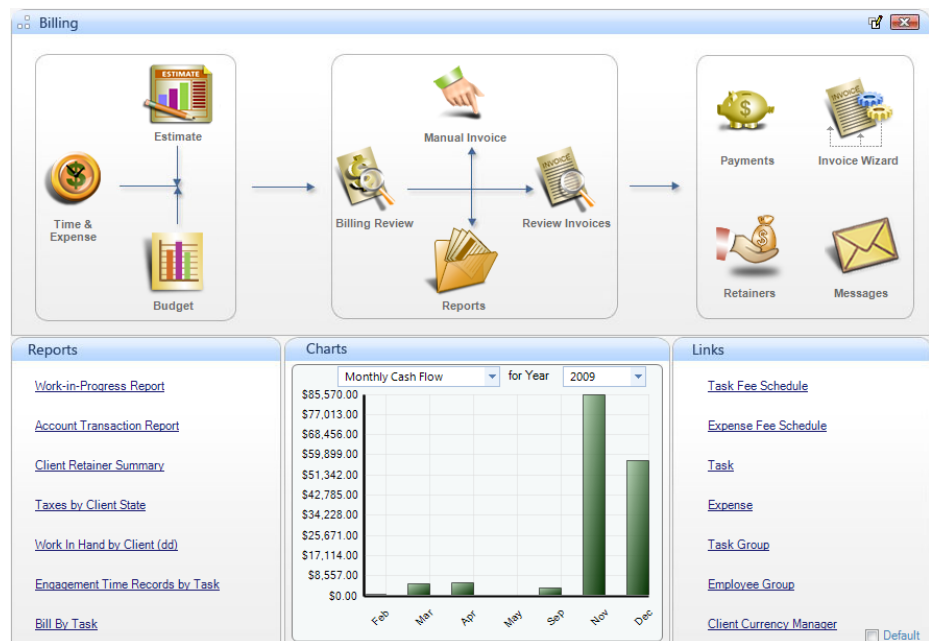 Billing
ESTIMATE
Estimate
Time &
Expense
Budget
Manual Invoice
Billing Review
INVOICE
Review Invoices
Reports
Payments
INVOICE
Invoice Wizard
Retainers
Messages
Reports
Work-in-Progress Report
Account Transaction Report
Client Retainer Summary
Taxes by Client State
Work In Hand by Client (dd)
Engagement Time Records by Task
Bill By Task
Charts
Monthly Cash Flow for Year 2009
$85,570.00
$77,013.00
$68,456.00
$59,899.00
$51,342.00
$42,785.00
$34,228.00
$25,671.00
$17,114.00
$8,557.00
$0.00
Feb Mar Apr May Sep Nov Dec
Links
Task Fee Schedule
Expense Fee Schedule
Task
Expense
Task Group
Employee Group
Client Currency Manager
Default